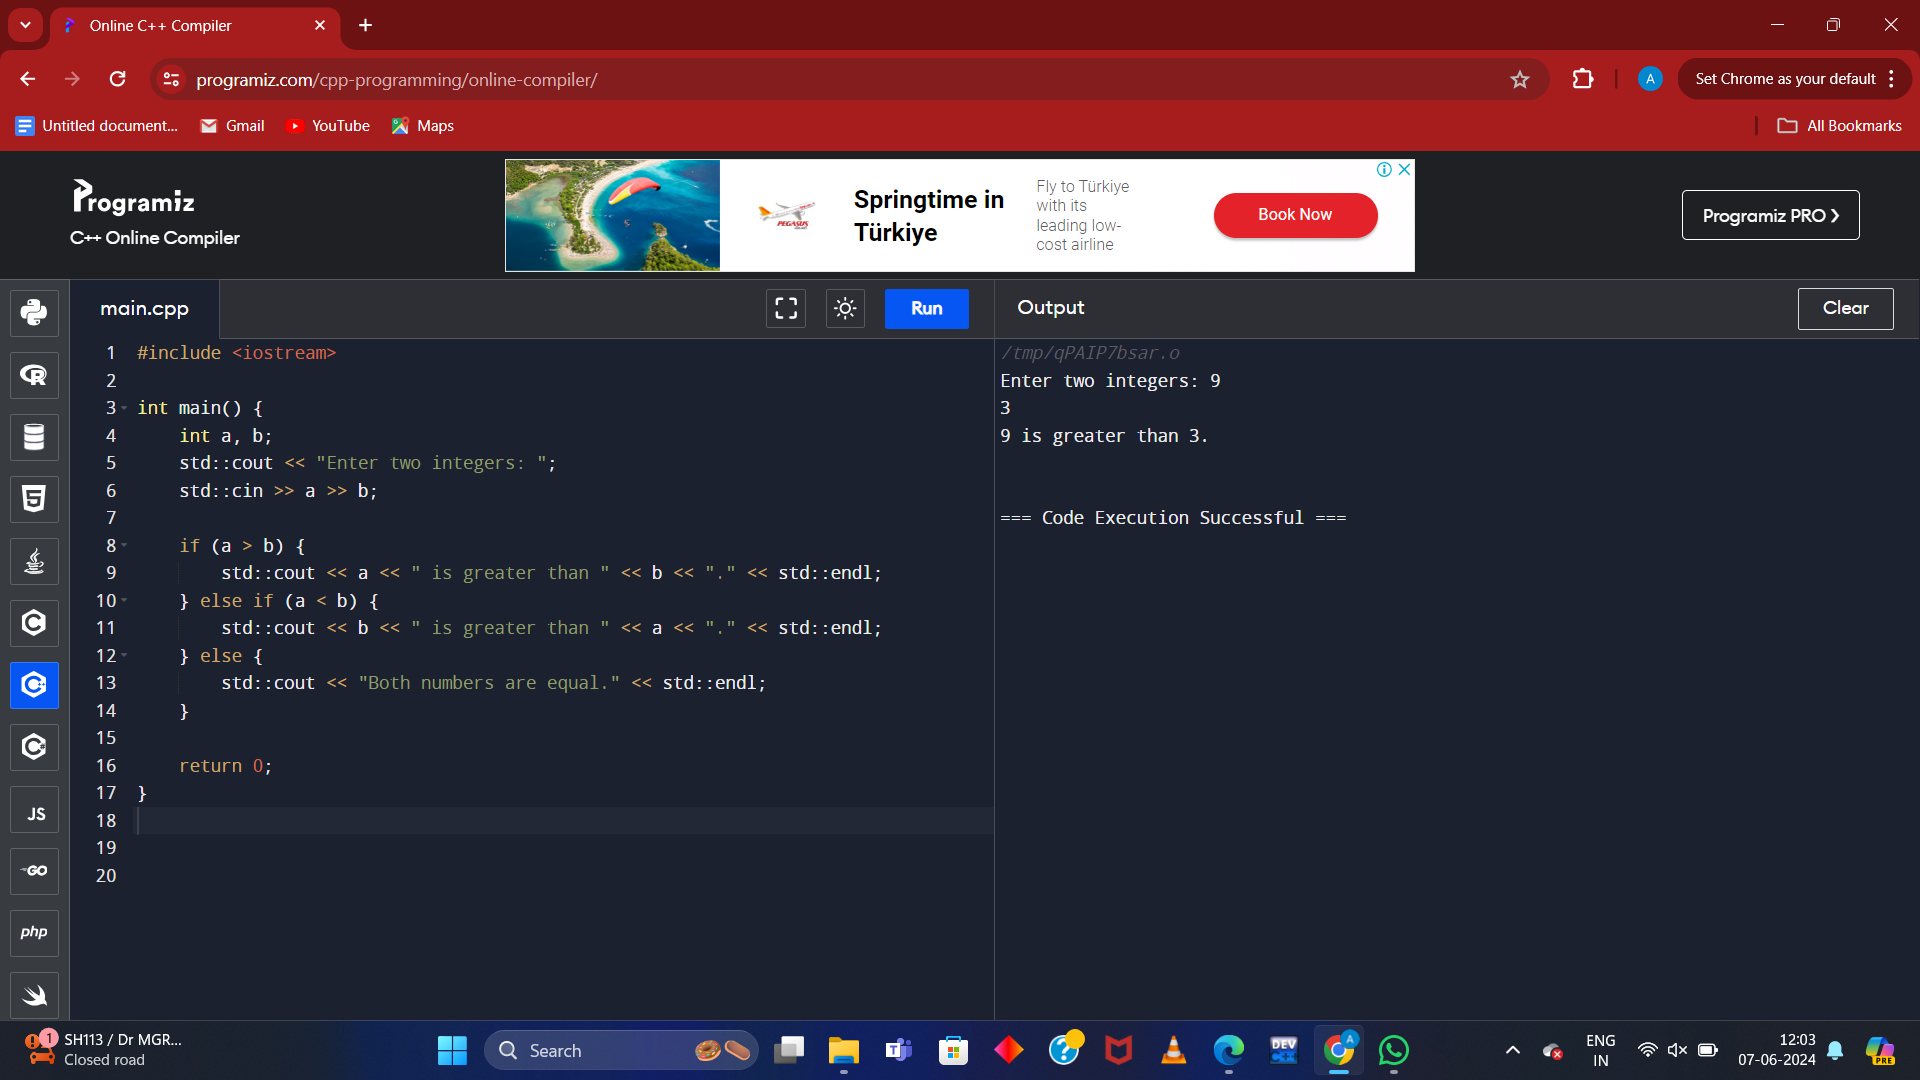 Online C++ Compiler
programiz.com/cpp-programming/online-compiler/
A
Set Chrome as your default
Untitled document...
Gmail
YouTube
Maps
All Bookmarks
Programiz
C++ Online Compiler
Springtime in
Türkiye
PEGASUS
Fly to Türkiye
with its
leading low-
cost airline
Book Now
Programiz PRO ❯
main.cpp
Run
Output
Clear
1 #include <iostream>
2
3 int main() {
4     int a, b;
5     std::cout << "Enter two integers: ";
6     std::cin >> a >> b;
7
8     if (a > b) {
9         std::cout << a << " is greater than " << b << "." << std::endl;
10     } else if (a < b) {
11         std::cout << b << " is greater than " << a << "." << std::endl;
12     } else {
13         std::cout << "Both numbers are equal." << std::endl;
14     }
15
16     return 0;
17 }
18
19
20
/tmp/qPAIP7bsar.o
Enter two integers: 9
3
9 is greater than 3.
=== Code Execution Successful ===
R
5
C
C++
C#
JS
GO
php
1
SH113 / Dr MGR...
Closed road
Search
DEV
C++
A
ENG
IN
12:03
07-06-2024
PRE